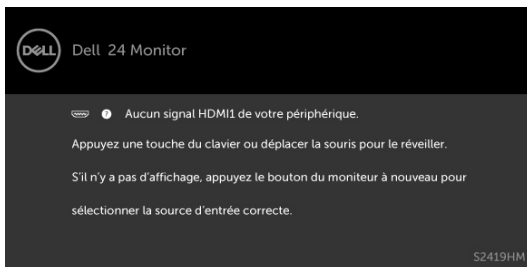 DELL
Dell 24 Monitor
? Aucun signal HDMI1 de votre périphérique.
Appuyez une touche du clavier ou déplacer la souris pour le réveiller.
S'il n'y a pas d'affichage, appuyez le bouton du moniteur à nouveau pour
sélectionner la source d'entrée correcte.
S2419HM